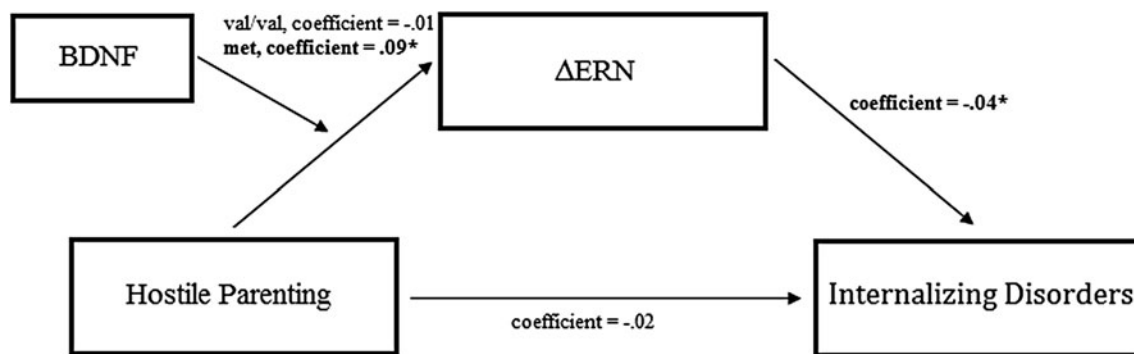 val/val, coefficient = -.01
met, coefficient = .09*
BDNF
ΔERN
coefficient = -.04*
Hostile Parenting
Internalizing Disorders
coefficient = -.02